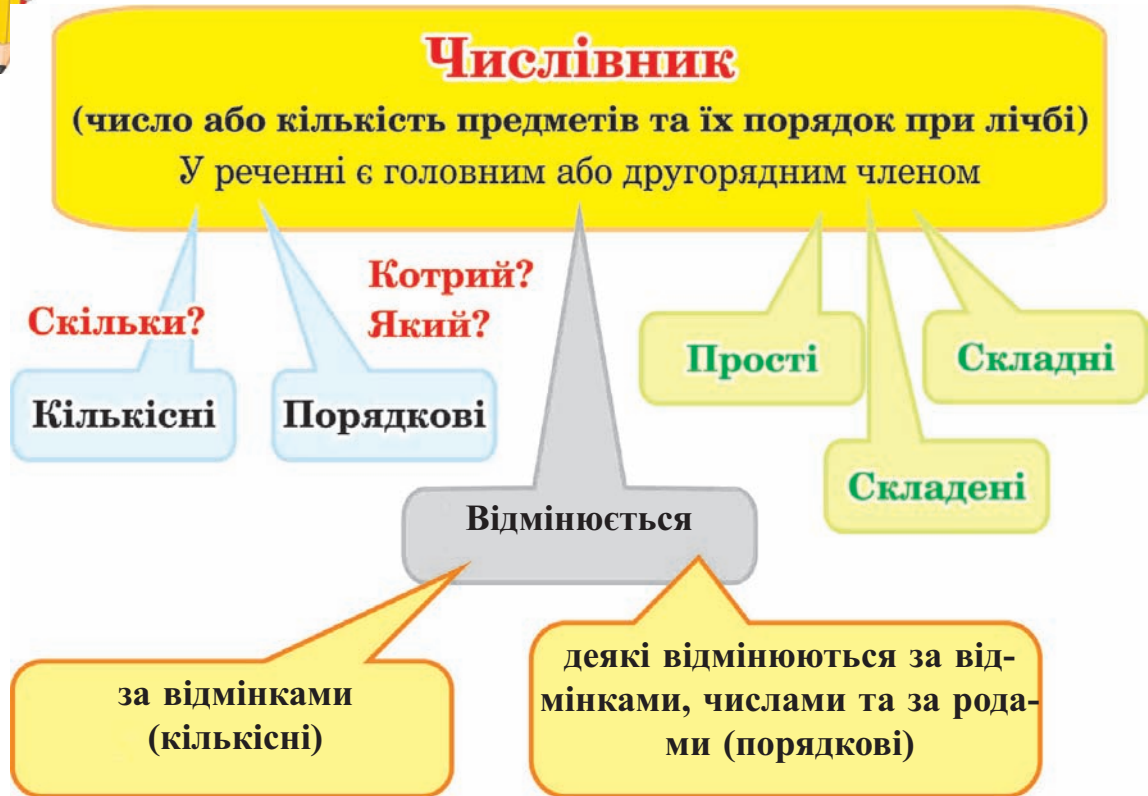 Числівник
(число або кількість предметів та їх порядок при лічбі)
У реченні є головним або другорядним членом
Скільки?
Котрий?
Який?
Кількісні
Порядкові
Прості
Складні
Складені
Відмінюється
за відмінками
(кількісні)
деякі відмінюються за від-
мінками, числами та за рода-
ми (порядкові)